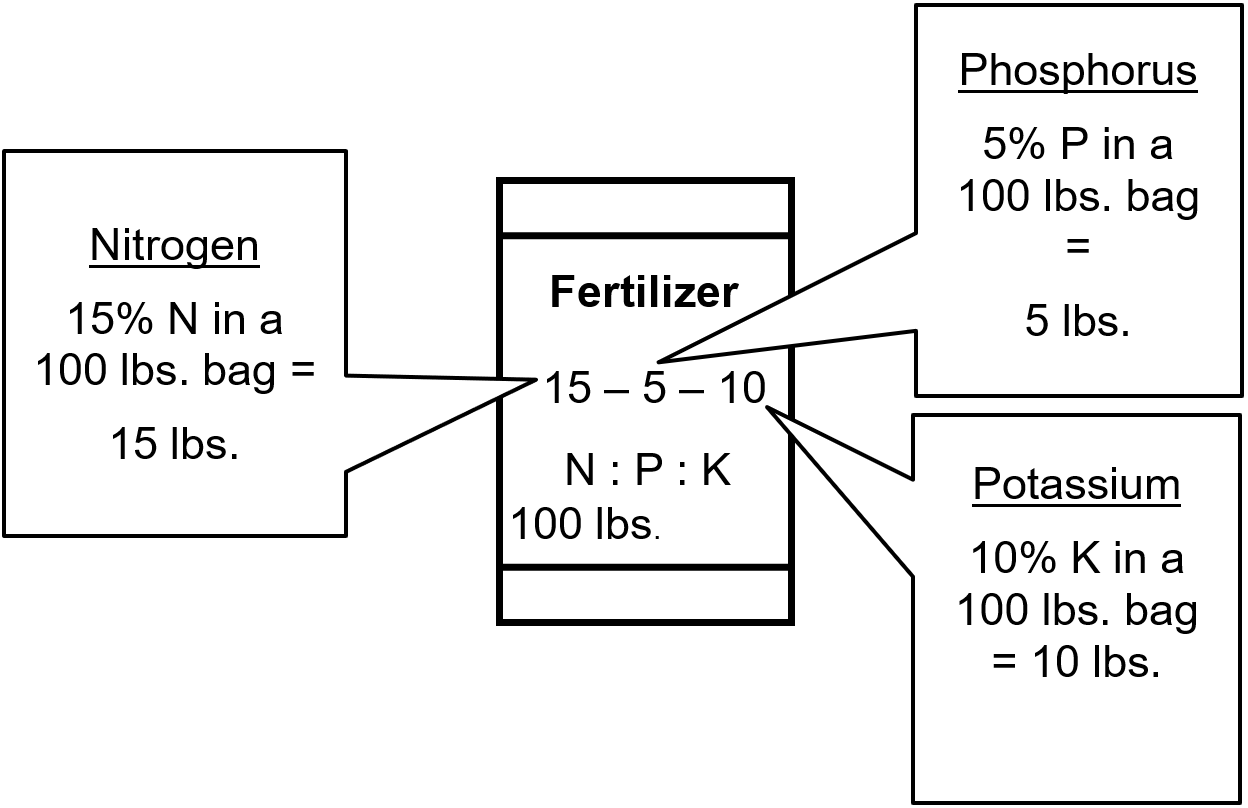 Nitrogen
15% N in a
100 lbs. bag =
15 lbs.
Fertilizer
15 – 5 – 10
N : P : K
100 lbs.
Phosphorus
5% P in a
100 lbs. bag
=
5 lbs.
Potassium
10% K in a
100 lbs. bag
= 10 lbs.